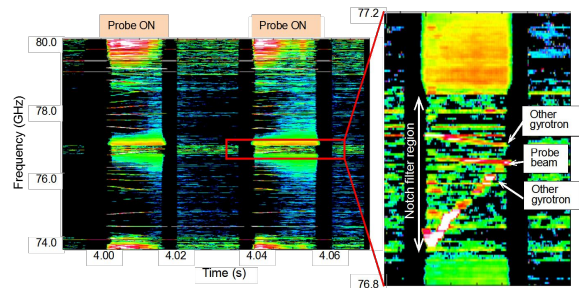 Probe ON
Probe ON
80.0
78.0
76.0
74.0
Frequency (GHz)
4.00
4.02
4.04
4.06
Time (s)
77.2
76.8
Notch filter region
Other
gyrotron
Probe
beam
Other
gyrotron